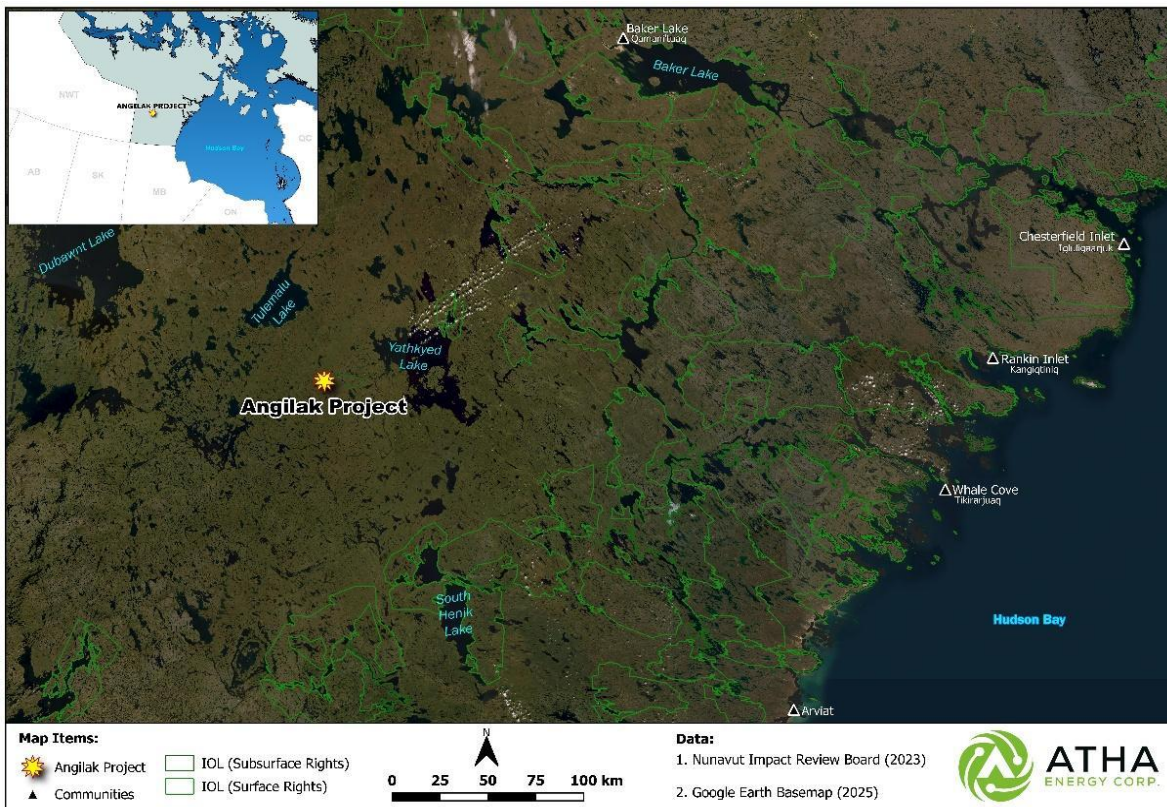 NWT
ANGILAK PROJECT
Hudson Bay
QC
AB
SK
MB
ON
Baker Lake
Qamanittuaq
Baker Lake
Dubawnt Lake
Tulemalu
Lake
Chesterfield Inlet
Igluligaarjuk
Yathkyed
Lake
Rankin Inlet
Kangiqtiniq
Angilak Project
Whale Cove
Tikirarjuaq
South
Henik
Lake
Hudson Bay
Arviat
Map Items:
Angilak Project
Communities
IOL (Subsurface Rights)
IOL (Surface Rights)
N
0 25 50 75 100 km
Data:
1. Nunavut Impact Review Board (2023)
2. Google Earth Basemap (2025)
ATHA
ENERGY CORP.